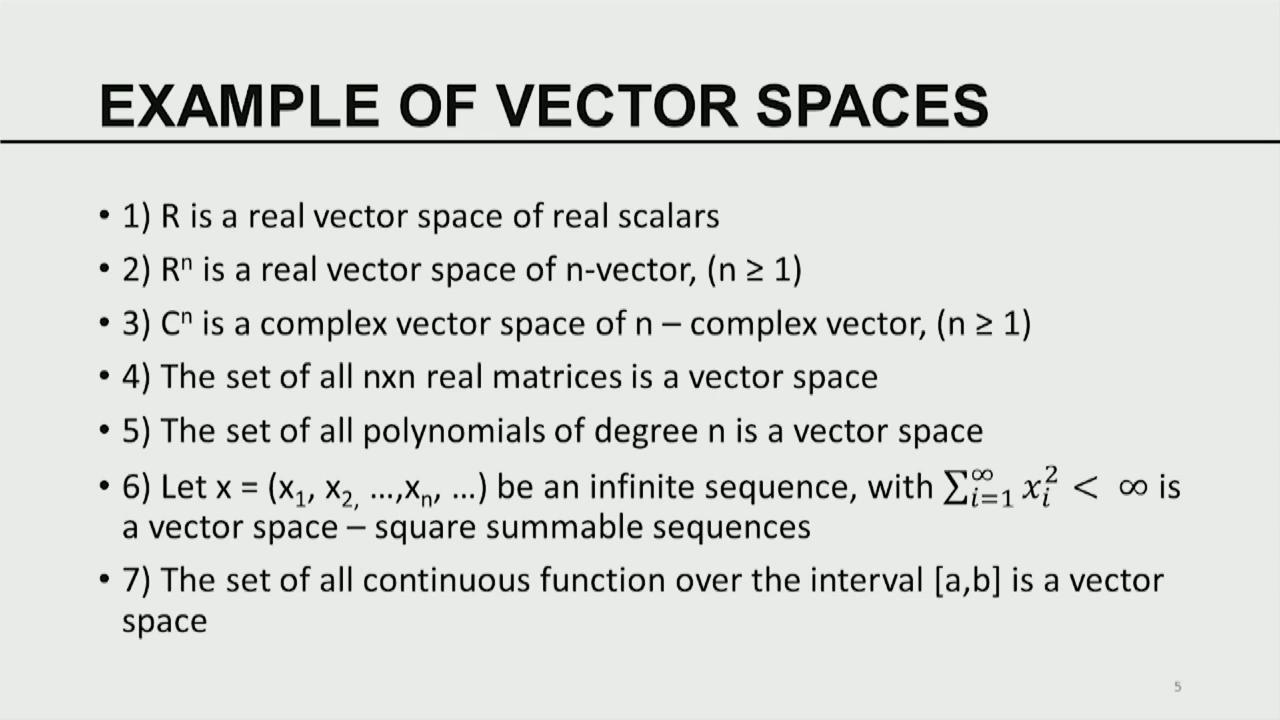 EXAMPLE OF VECTOR SPACES
• 1) R is a real vector space of real scalars
• 2) Rⁿ is a real vector space of n-vector, (n ≥ 1)
• 3) Cⁿ is a complex vector space of n – complex vector, (n ≥ 1)
• 4) The set of all nxn real matrices is a vector space
• 5) The set of all polynomials of degree n is a vector space
• 6) Let x = (x₁, x₂, ...,xₙ, ...) be an infinite sequence, with ∑_{i=1}^{∞} x_i^2 < ∞ is
a vector space – square summable sequences
• 7) The set of all continuous function over the interval [a,b] is a vector
space
5